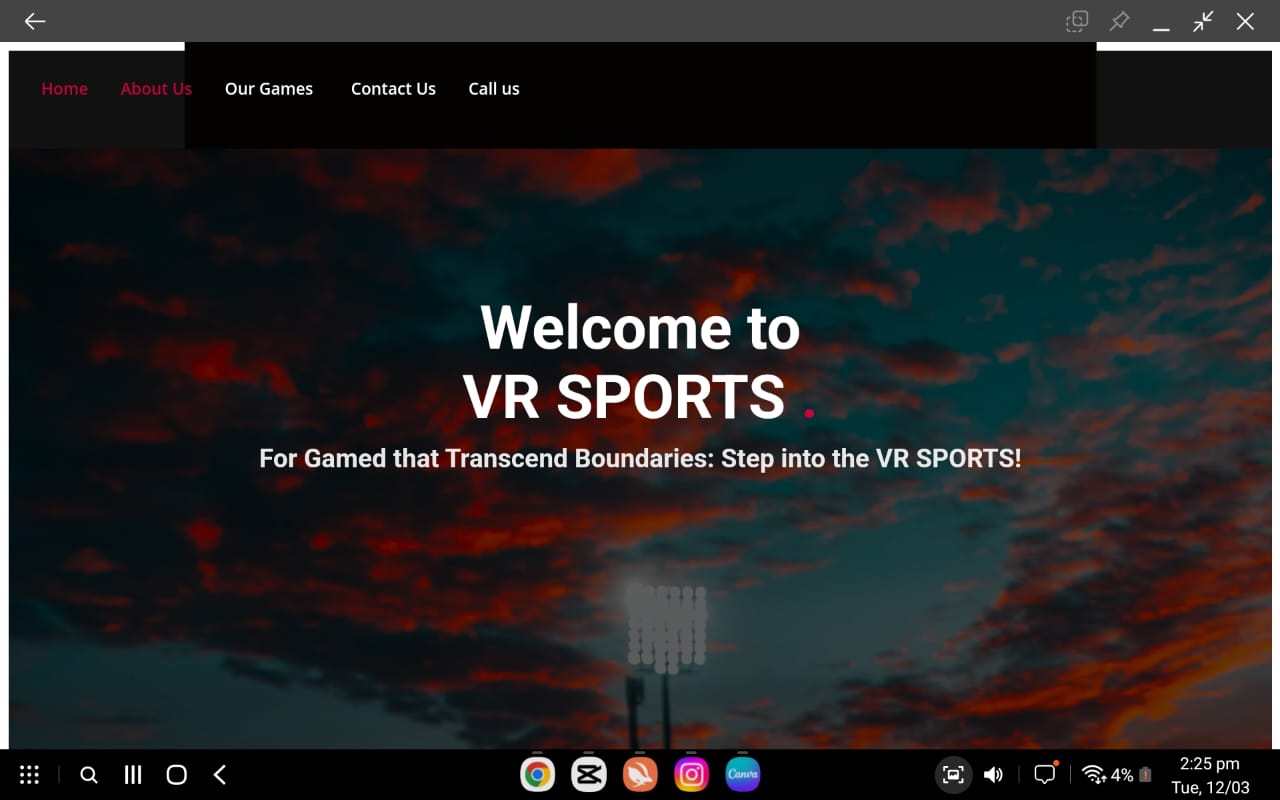 Home About Us Our Games Contact Us Call us
Welcome to
VR SPORTS .
For Gamed that Transcend Boundaries: Step into the VR SPORTS!
Canva
4%
2:25 pm
Tue, 12/03